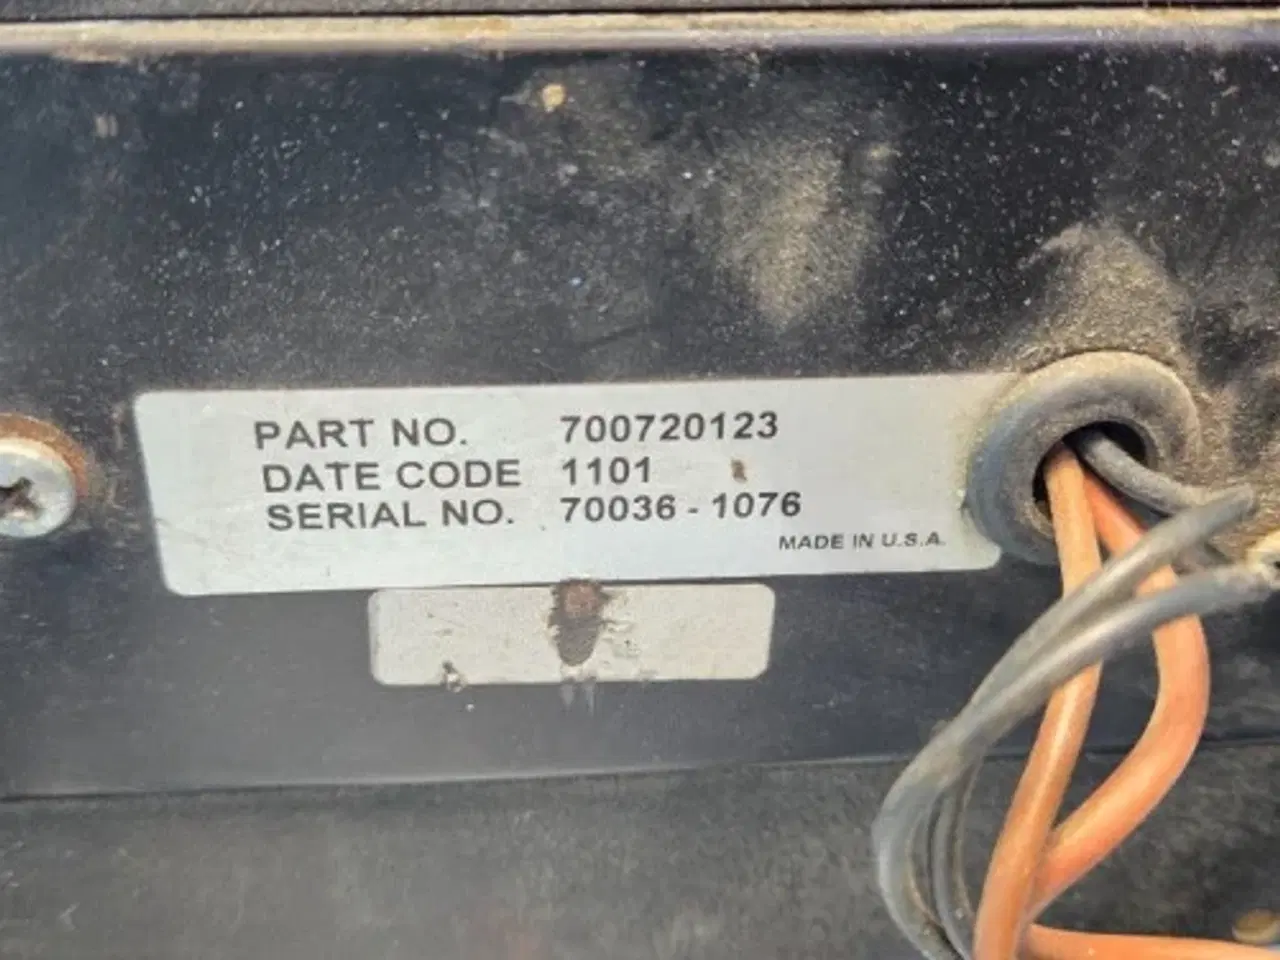 PART NO. 700720123
DATE CODE 1101
SERIAL NO. 70036 - 1076
MADE IN U.S.A.